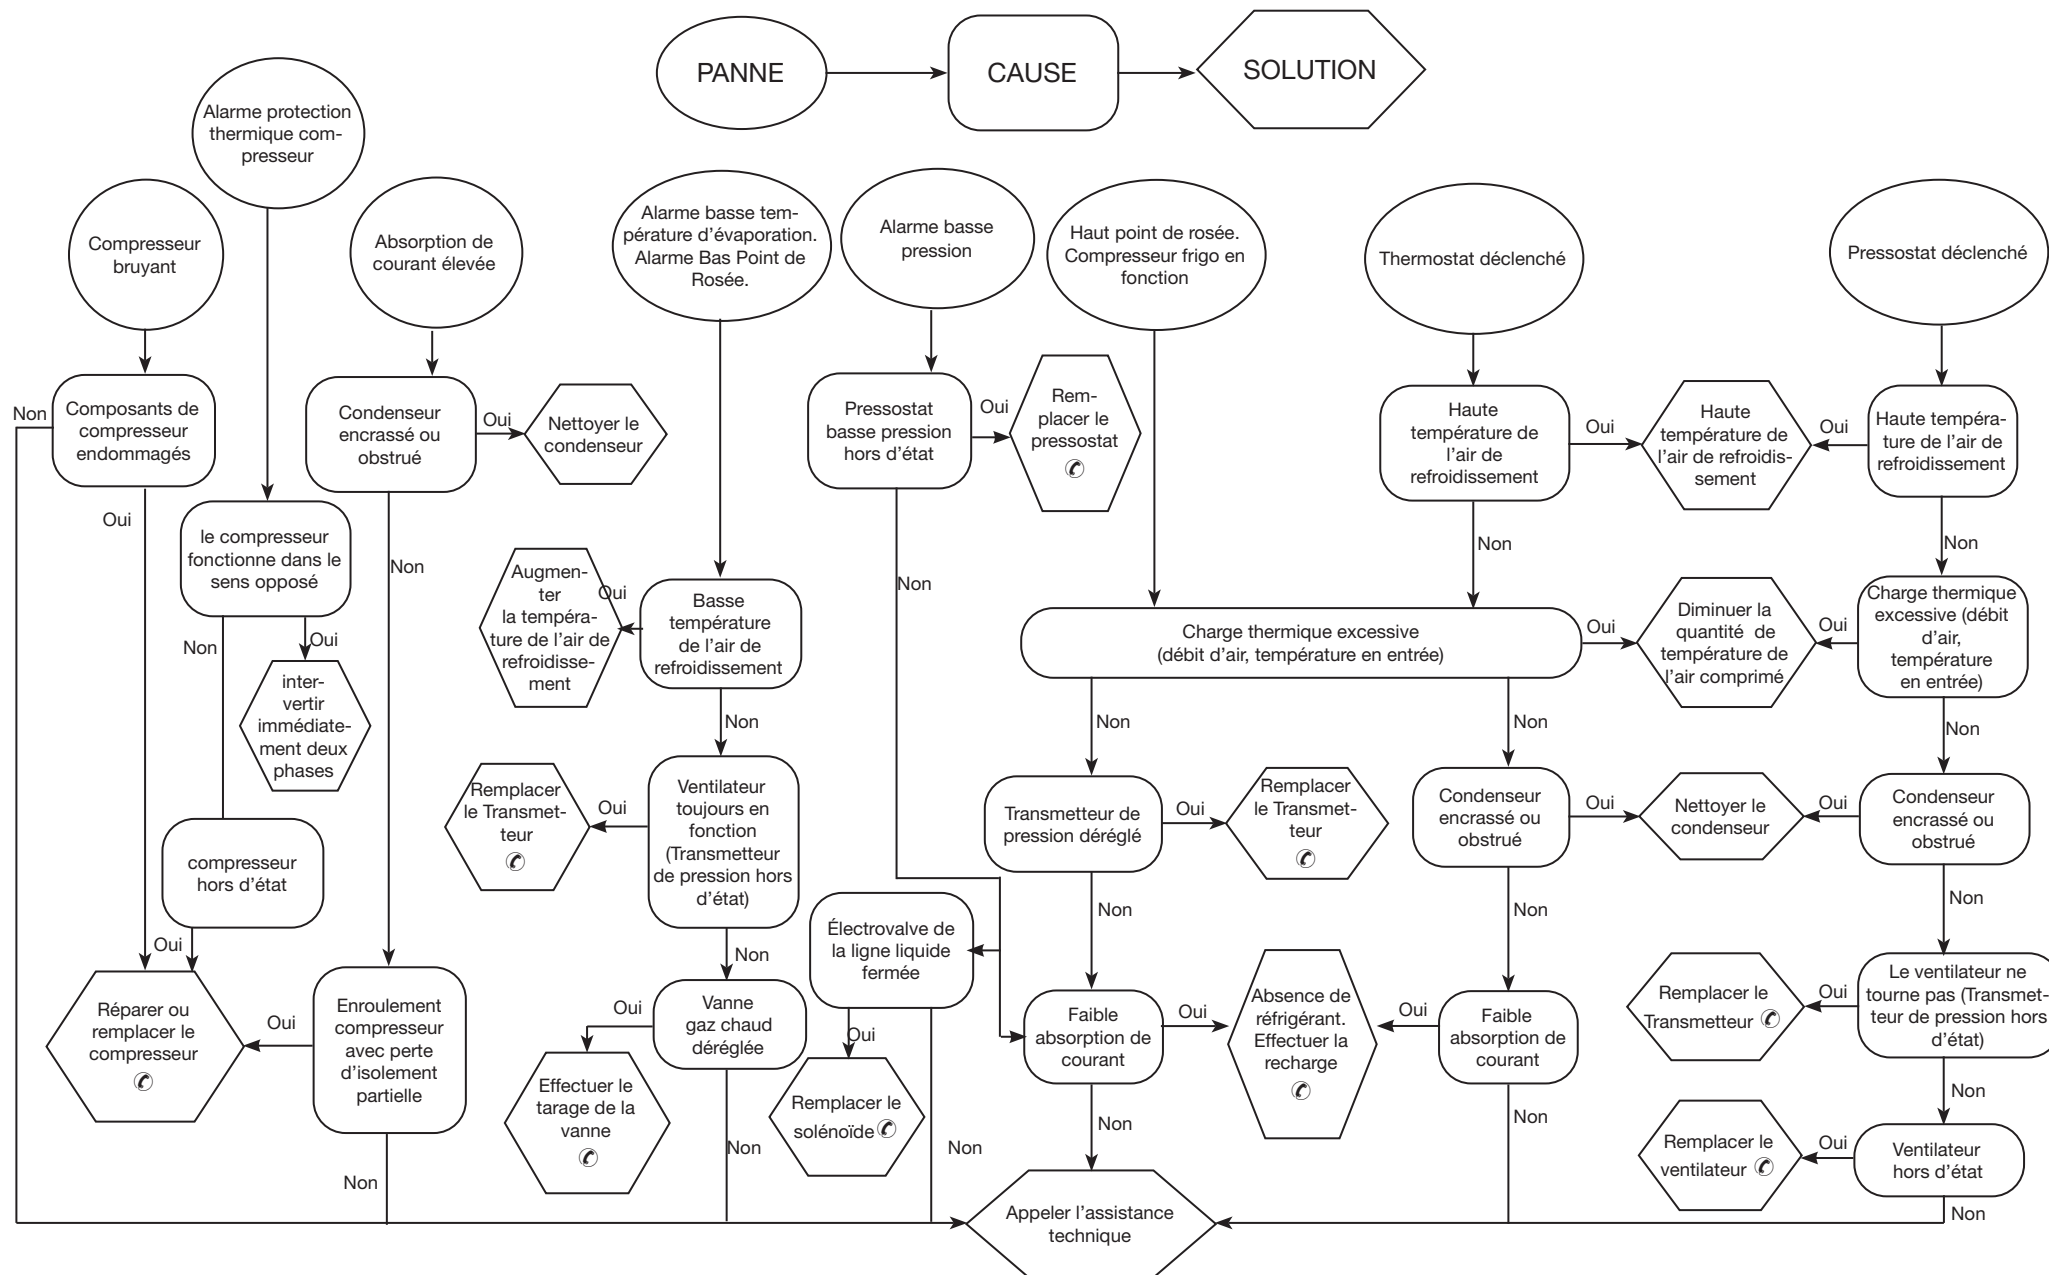 PANNE
CAUSE
SOLUTION
Alarme protection
thermique com-
presseur
Compresseur
bruyant
Absorption de
courant élevée
Alarme basse tem-
pérature d'évaporation.
Alarme Bas Point de
Rosée.
Alarme basse
pression
Haut point de rosée.
Compresseur frigo en
fonction
Thermostat déclenché
Pressostat déclenché
Non
Composants de
compresseur
endommagés
Oui
Condenseur
encrassé ou
obstrué
Oui
Nettoyer le
condenseur
Non
Pressostat
basse pression
hors d'état
Oui
Rem-
placer le
pressostat
✆
Non
Haute
température de
l'air de
refroidissement
Oui
Haute
température de
l'air de refroidis-
sement
Oui
Haute tempéra-
ture de l'air de
refroidissement
Non
Non
le compresseur
fonctionne dans le
sens opposé
Non
Oui
inter-
vertir
immédiate-
ment deux
phases
Augmen-
ter
la tempéra-
ture de l'air de
refroidisse-
ment
Oui
Basse
température
de l'air de
refroidissement
Non
Charge thermique excessive
(débit d'air, température en entrée)
Oui
Diminuer la
quantité de
température de
l'air comprimé
Oui
Charge thermique
excessive (débit
d'air,
température
en entrée)
Non
Non
Non
Remplacer
le Transmet-
teur
✆
Oui
Ventilateur
toujours en
fonction
(Transmetteur
de pression hors
d'état)
Non
Transmetteur de
pression déréglé
Oui
Remplacer
le Transmet-
teur
✆
Non
Condenseur
encrassé ou
obstrué
Oui
Nettoyer le
condenseur
Oui
Condenseur
encrassé ou
obstrué
Non
Non
compresseur
hors d'état
Oui
Réparer ou
remplacer le
compresseur
✆
Oui
Enroulement
compresseur
avec perte
d'isolement
partielle
Non
Oui
Vanne
gaz chaud
déréglée
Effectuer le
tarage de la
vanne
✆
Non
Électrovalve de
la ligne liquide
fermée
Oui
Remplacer le
solénoïde ✆
Non
Faible
absorption de
courant
Oui
Absence de
réfrigérant.
Effectuer la
recharge
✆
Oui
Faible
absorption de
courant
Non
Non
Remplacer le
Transmetteur ✆
Oui
Le ventilateur ne
tourne pas (Transmet-
teur de pression hors
d'état)
Non
Remplacer le
ventilateur ✆
Oui
Ventilateur
hors d'état
Non
Appeler l'assistance
technique